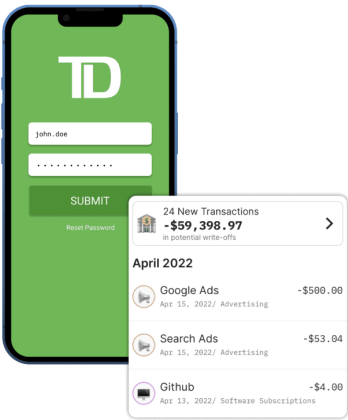 TD
john.doe
············
SUBMIT
Reset Password
24 New Transactions
-$59,398.97
in potential write-offs
April 2022
Google Ads -$500.00
Apr 15, 2022/ Advertising
Search Ads -$53.04
Apr 15, 2022/ Advertising
Github -$4.00
Apr 13, 2022/ Software Subscriptions